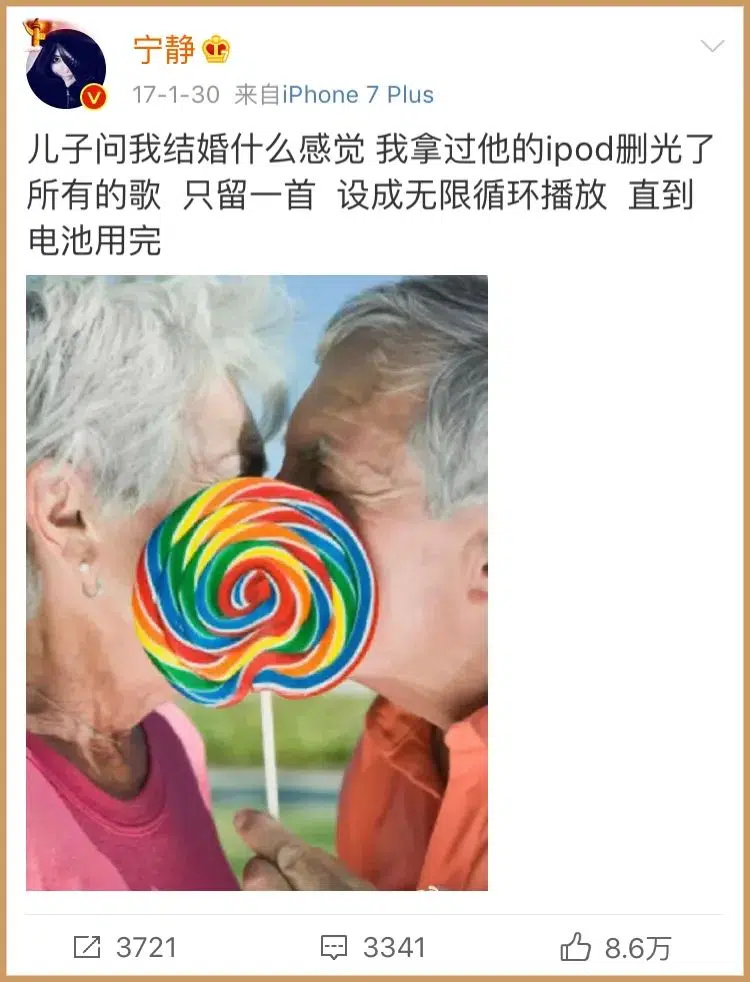 宁静
17-1-30 来自iPhone 7 Plus
儿子问我结婚什么感觉 我拿过他的ipod删光了
所有的歌 只留一首 设成无限循环播放 直到
电池用完
3721 3341 8.6万